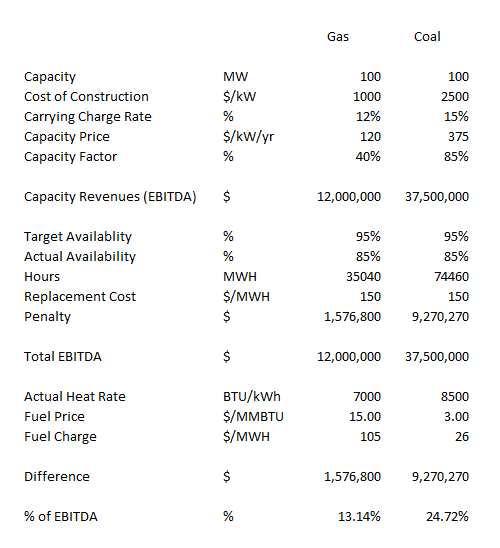 Gas Coal
Capacity MW 100 100
Cost of Construction $/kW 1000 2500
Carrying Charge Rate % 12% 15%
Capacity Price $/kW/yr 120 375
Capacity Factor % 40% 85%
Capacity Revenues (EBITDA) $ 12,000,000 37,500,000
Target Availablity % 95% 95%
Actual Availability % 85% 85%
Hours MWH 35040 74460
Replacement Cost $/MWH 150 150
Penalty $ 1,576,800 9,270,270
Total EBITDA $ 12,000,000 37,500,000
Actual Heat Rate BTU/kWh 7000 8500
Fuel Price $/MMBTU 15.00 3.00
Fuel Charge $/MWH 105 26
Difference $ 1,576,800 9,270,270
% of EBITDA % 13.14% 24.72%